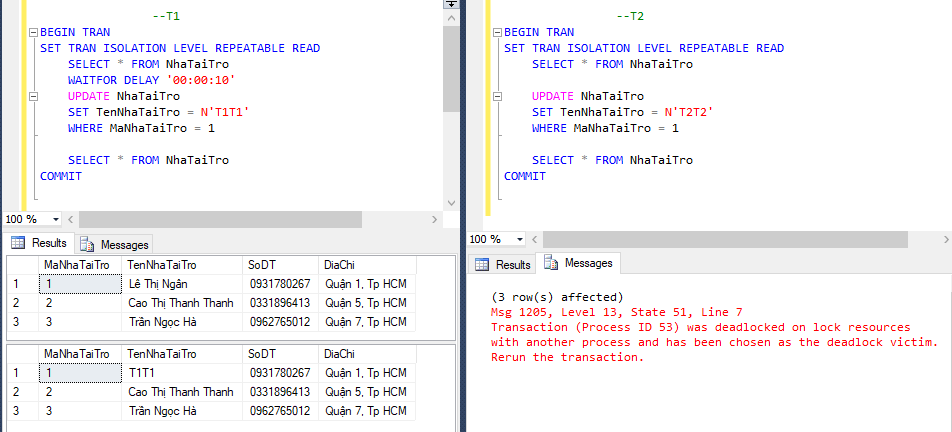 --T1
BEGIN TRAN
SET TRAN ISOLATION LEVEL REPEATABLE READ
SELECT * FROM NhaTaiTro
WAITFOR DELAY '00:00:10'
UPDATE NhaTaiTro
SET TenNhaTaiTro = N'T1T1'
WHERE MaNhaTaiTro = 1
SELECT * FROM NhaTaiTro
COMMIT
100 %
Results Messages
MaNhaTaiTro TenNhaTaiTro SoDT DiaChi
1 1 Lê Thị Ngân 0931780267 Quận 1, Tp HCM
2 2 Cao Thị Thanh Thanh 0331896413 Quận 5, Tp HCM
3 3 Trần Ngọc Hà 0962765012 Quận 7, Tp HCM
MaNhaTaiTro TenNhaTaiTro SoDT DiaChi
1 1 T1T1 0931780267 Quận 1, Tp HCM
2 2 Cao Thị Thanh Thanh 0331896413 Quận 5, Tp HCM
3 3 Trần Ngọc Hà 0962765012 Quận 7, Tp HCM
--T2
BEGIN TRAN
SET TRAN ISOLATION LEVEL REPEATABLE READ
SELECT * FROM NhaTaiTro
UPDATE NhaTaiTro
SET TenNhaTaiTro = N'T2T2'
WHERE MaNhaTaiTro = 1
SELECT * FROM NhaTaiTro
COMMIT
100 %
Results Messages
(3 row(s) affected)
Msg 1205, Level 13, State 51, Line 7
Transaction (Process ID 53) was deadlocked on lock resources
with another process and has been chosen as the deadlock victim.
Rerun the transaction.